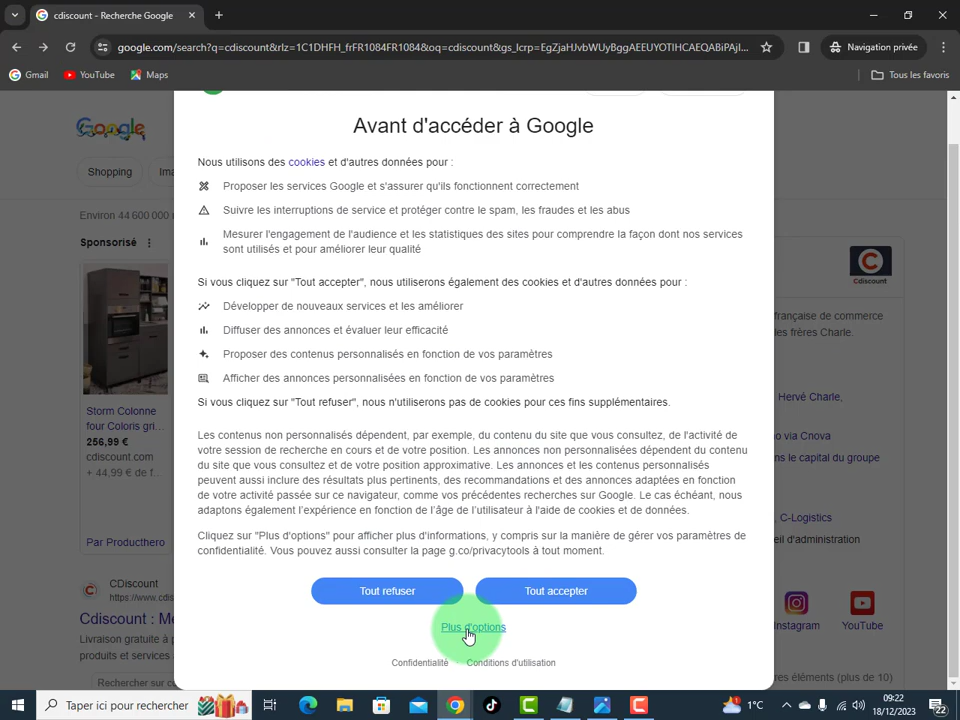 cdiscount - Recherche Google
google.com/search?q=cdiscount&rlz=1C1DHFH_frFR1084FR1084&oq=cdiscount&gs_lcrp=EgZjaHJvbWUyBggAEEUYOTIHCAEQABiPAjI...
Navigation privée
Gmail
YouTube
Maps
Tous les favoris
Google
Avant d'accéder à Google
Nous utilisons des cookies et d'autres données pour :
Shopping
Ima
Proposer les services Google et s'assurer qu'ils fonctionnent correctement
Suivre les interruptions de service et protéger contre le spam, les fraudes et les abus
Environ 44 600 000
Mesurer l'engagement de l'audience et les statistiques des sites pour comprendre la façon dont nos services
sont utilisés et pour améliorer leur qualité
Sponsorisé
Cdiscount
Si vous cliquez sur "Tout accepter", nous utiliserons également des cookies et d'autres données pour :
Développer de nouveaux services et les améliorer
Diffuser des annonces et évaluer leur efficacité
Proposer des contenus personnalisés en fonction de vos paramètres
Afficher des annonces personnalisées en fonction de vos paramètres
Si vous cliquez sur "Tout refuser", nous n'utiliserons pas de cookies pour ces fins supplémentaires.
française de commerce
les frères Charle.
Hervé Charle,
Storm Colonne
four Coloris gri...
256,99 €
cdiscount.com
+ 44,99 € de f...
Les contenus non personnalisés dépendent, par exemple, du contenu du site que vous consultez, de l'activité de
votre session de recherche en cours et de votre position. Les annonces non personnalisées dépendent du contenu
du site que vous consultez et de votre position approximative. Les annonces et les contenus personnalisés
peuvent aussi inclure des résultats plus pertinents, des recommandations et des annonces adaptées en fonction
de votre activité passée sur ce navigateur, comme vos précédentes recherches sur Google. Le cas échéant, nous
adaptons également l'expérience en fonction de l'âge de l'utilisateur à l'aide de cookies et de données.
no via Cnova
ns le capital du groupe
C-Logistics
eil d'administration
Cliquez sur "Plus d'options" pour afficher plus d'informations, y compris sur la manière de gérer vos paramètres de
confidentialité. Vous pouvez aussi consulter la page g.co/privacytools à tout moment.
Par Producthero
Tout refuser
Tout accepter
CDiscount
https://www.cdis
Cdiscount : Me
Livraison gratuite à p
produits et services
Rechercher sur c
Plus d'options
Instagram
YouTube
Confidentialité
Conditions d'utilisation
res éléments (plus de 10)
Taper ici pour rechercher
1°C
09:22
18/12/2023
22